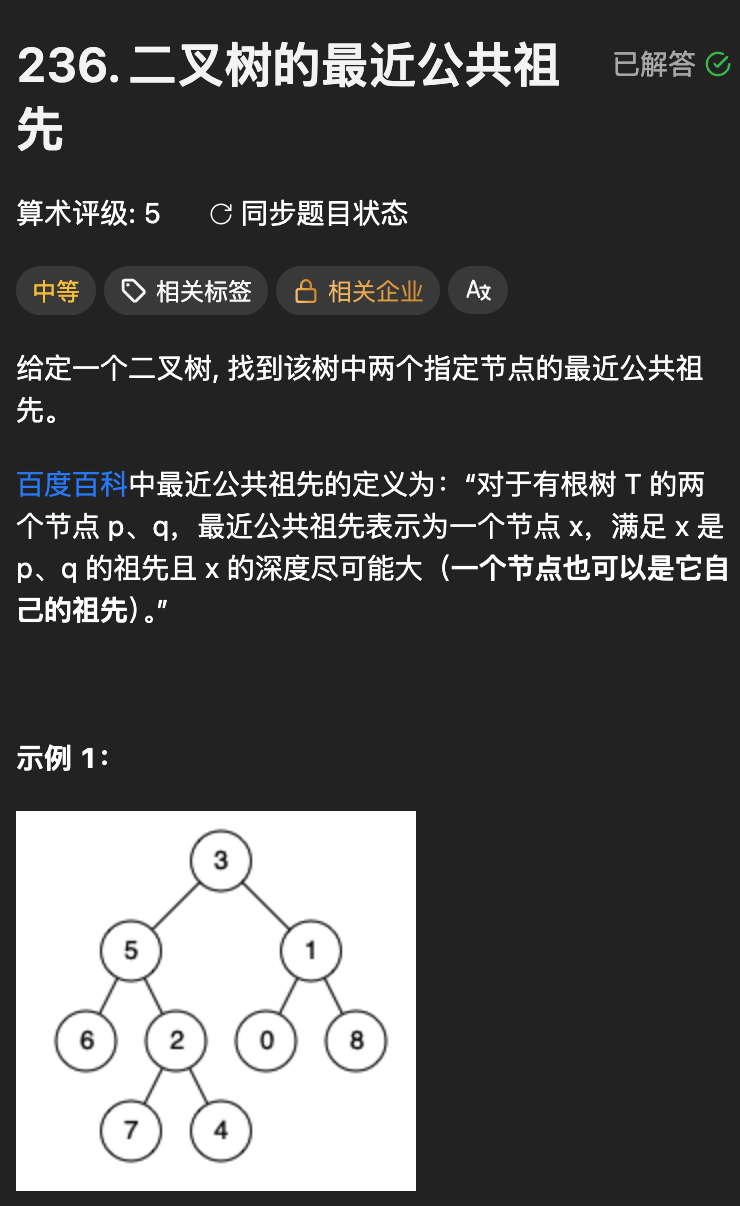 236. 二叉树的最近公共祖
先
已解答
算术评级: 5 同步题目状态
中等 相关标签 相关企业 A文
给定一个二叉树, 找到该树中两个指定节点的最近公共祖
先。
百度百科中最近公共祖先的定义为：“对于有根树 T 的两
个节点 p、q，最近公共祖先表示为一个节点 x，满足 x 是
p、q 的祖先且 x 的深度尽可能大（一个节点也可以是它自
己的祖先）。”
示例 1：
3
5 1
6 2 0 8
7 4